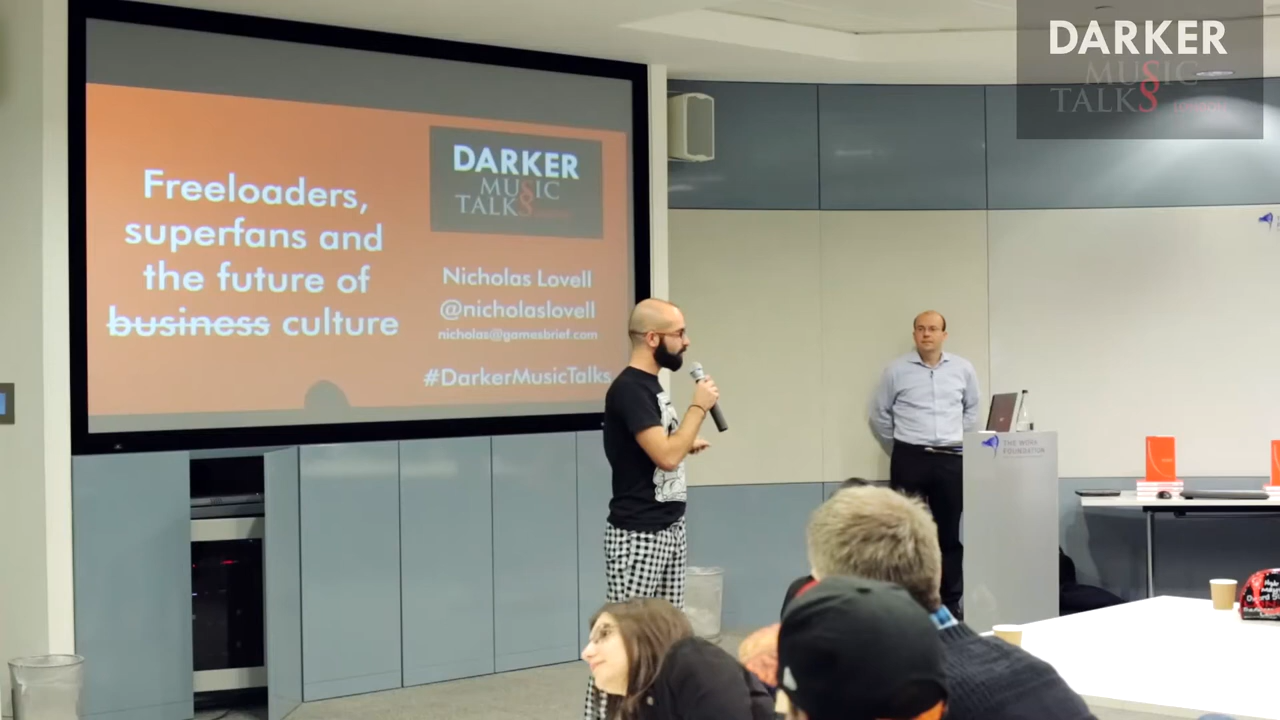 DARKER
MUSIC
TALKS
Freeloaders,
superfans and
the future of
business culture
DARKER
MUSIC
TALKS
Nicholas Lovell
@nicholaslovell
nicholas@gamesbrief.com
#DarkerMusicTalks
THE WORK
FOUNDATION